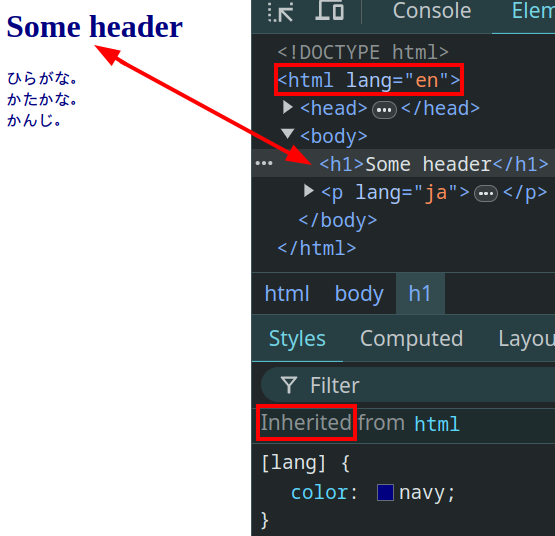 Some header
ひらがな。
かたかな。
かんじ。
Console
Elem
<!DOCTYPE html>
<html lang="en">
<head> ••• </head>
<body>
••• <h1>Some header</h1>
<p lang="ja"> ••• </p>
</body>
</html>
html body h1
Styles Computed Layou
Filter
Inherited from html
[lang] {
color: navy;
}